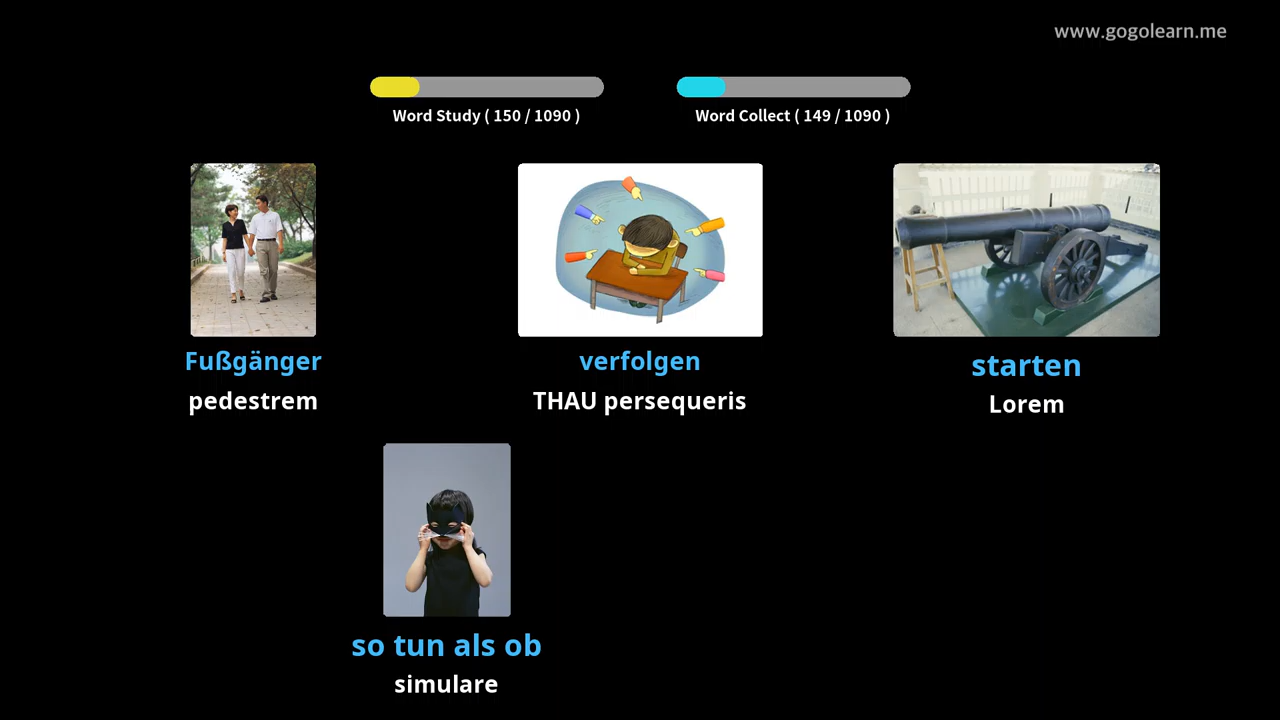 www.gogolearn.me
Word Study ( 150 / 1090 )
Word Collect ( 149 / 1090 )
Fußgänger
pedestrem
verfolgen
THAU persequeris
starten
Lorem
so tun als ob
simulare